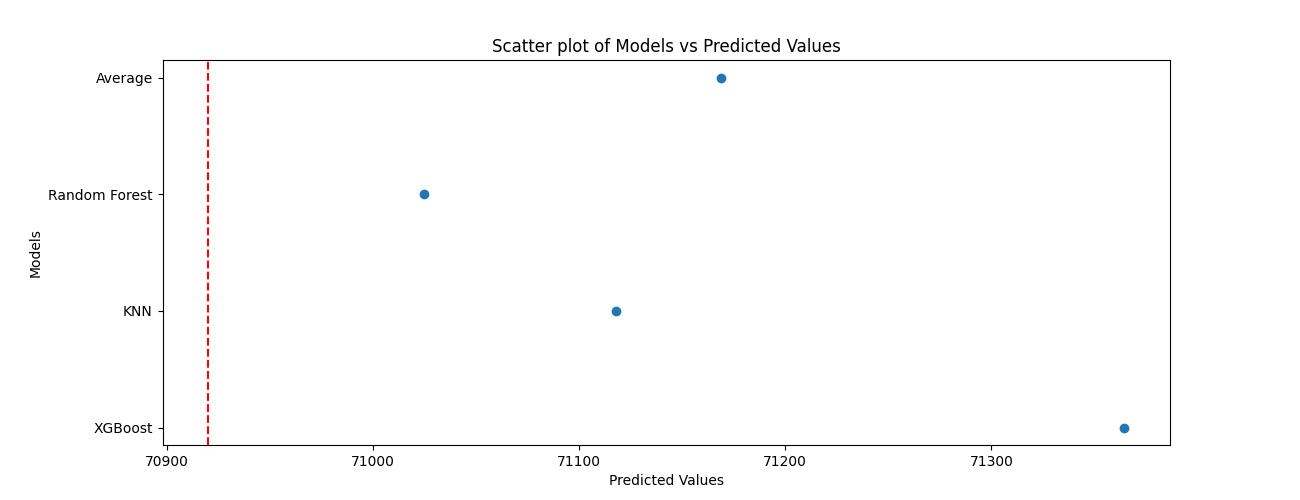 Scatter plot of Models vs Predicted Values
Average
Random Forest
KNN
XGBoost
Models
70900 71000 71100 71200 71300
Predicted Values